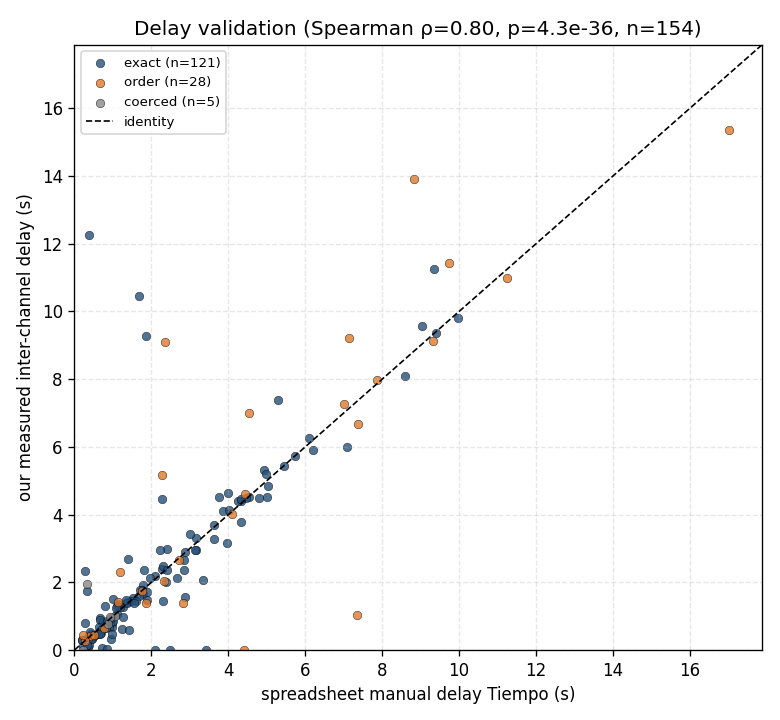 Delay validation (Spearman ρ=0.80, p=4.3e-36, n=154)
exact (n=121)
order (n=28)
coerced (n=5)
identity
our measured inter-channel delay (s)
16
14
12
10
8
6
4
2
0
0 2 4 6 8 10 12 14 16
spreadsheet manual delay Tiempo (s)